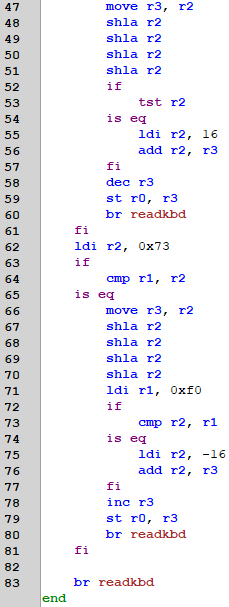 47 move r3, r2
48 shla r2
49 shla r2
50 shla r2
51 shla r2
52 if
53 tst r2
54 is eq
55 ldi r2, 16
56 add r2, r3
57 fi
58 dec r3
59 st r0, r3
60 br readkbd
61 fi
62 ldi r2, 0x73
63 if
64 cmp r1, r2
65 is eq
66 move r3, r2
67 shla r2
68 shla r2
69 shla r2
70 shla r2
71 ldi r1, 0xf0
72 if
73 cmp r2, r1
74 is eq
75 ldi r2, -16
76 add r2, r3
77 fi
78 inc r3
79 st r0, r3
80 br readkbd
81 fi
82
83 br readkbd
end